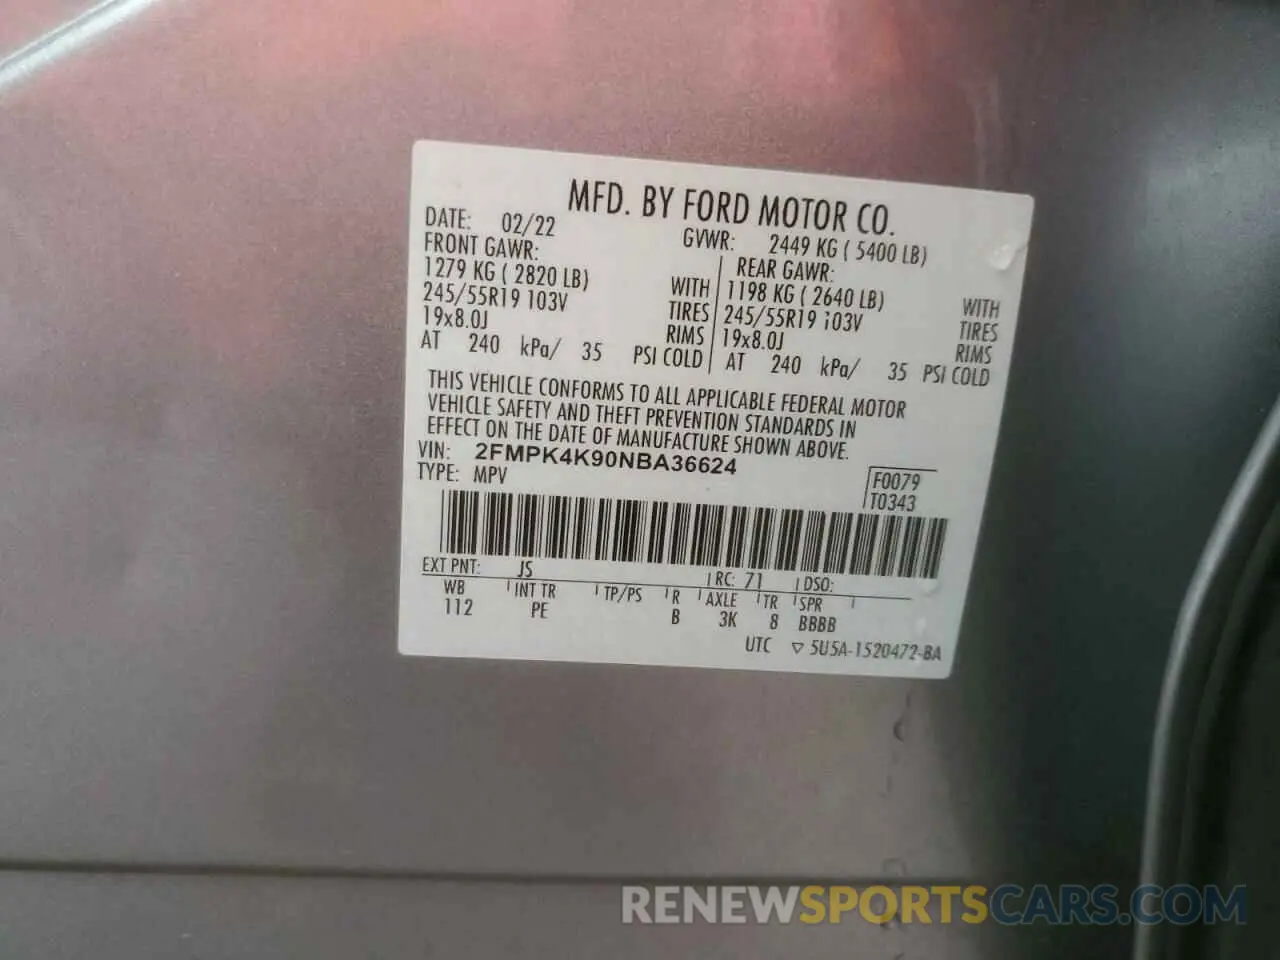 MFD. BY FORD MOTOR CO.
DATE: 02/22 GVWR: 2449 KG ( 5400 LB)
FRONT GAWR: REAR GAWR:
1279 KG ( 2820 LB) WITH 1198 KG ( 2640 LB) WITH
245/55R19 103V TIRES 245/55R19 103V TIRES
19x8.0J RIMS 19x8.0J RIMS
AT 240 kPa/ 35 PSI COLD AT 240 kPa/ 35 PSI COLD
THIS VEHICLE CONFORMS TO ALL APPLICABLE FEDERAL MOTOR
VEHICLE SAFETY AND THEFT PREVENTION STANDARDS IN
EFFECT ON THE DATE OF MANUFACTURE SHOWN ABOVE.
VIN: 2FMPK4K90NBA36624
TYPE: MPV
F0079
T0343
EXT PNT: JS RC: 71 DSO:
WB INT TR TP/PS R AXLE TR SPR
112 PE B 3K 8 BBBB
UTC ▽ 5U5A-1520472-BA
RENEWSPORTSCARS.COM